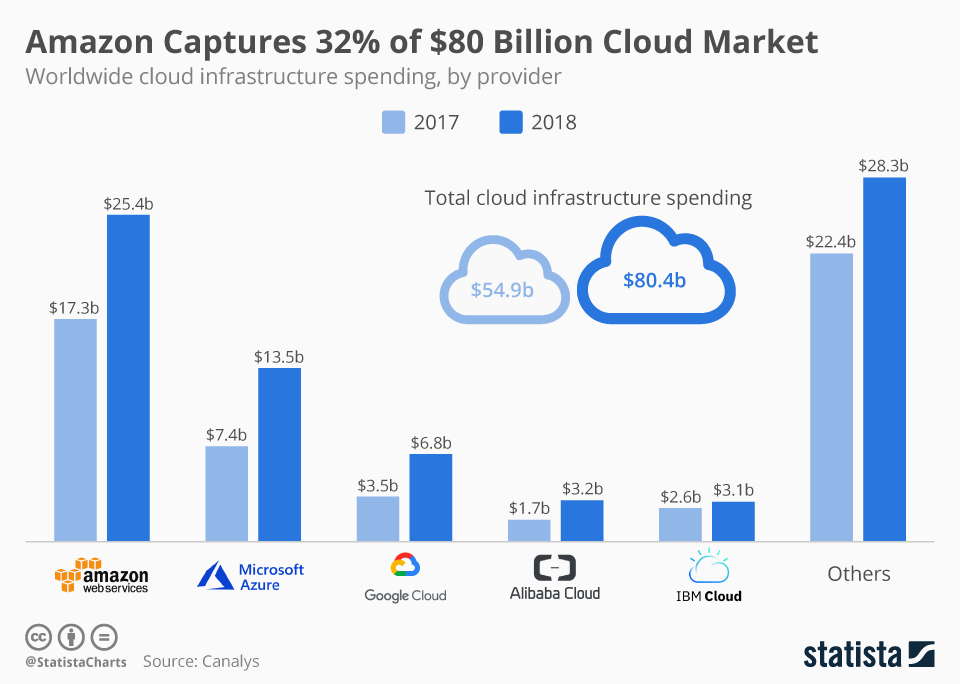 Amazon Captures 32% of $80 Billion Cloud Market
Worldwide cloud infrastructure spending, by provider
2017 2018
Total cloud infrastructure spending
$54.9b $80.4b
$17.3b $25.4b
$7.4b $13.5b
$3.5b $6.8b
$1.7b $3.2b
$2.6b $3.1b
$22.4b $28.3b
amazon
webservices
Microsoft
Azure
Google Cloud
Alibaba Cloud
IBM Cloud
Others
cc
@StatistaCharts Source: Canalys
statista